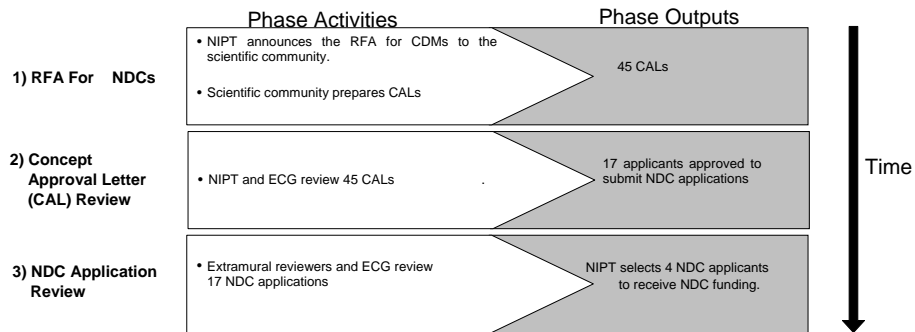 Phase Activities
Phase Outputs
1) RFA For NDCs
• NIPT announces the RFA for CDMs to the
scientific community.
• Scientific community prepares CALs
45 CALs
2) Concept
Approval Letter
(CAL) Review
• NIPT and ECG review 45 CALs .
17 applicants approved to
submit NDC applications
Time
3) NDC Application
Review
• Extramural reviewers and ECG review
17 NDC applications
NIPT selects 4 NDC applicants
to receive NDC funding.